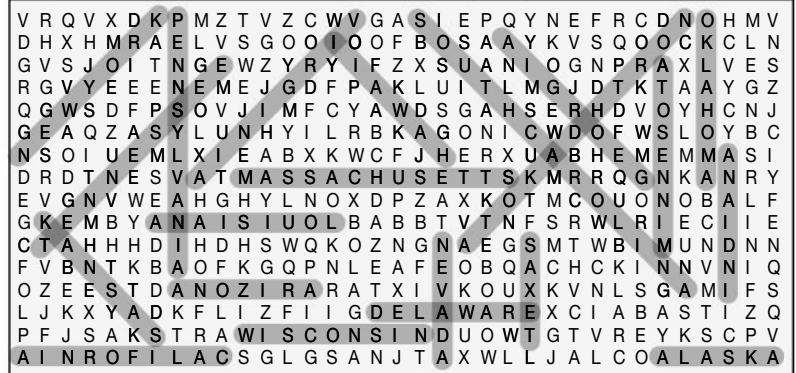 V R Q V X D K P M Z T V Z C W V G A S I E P Q Y N E F R C D N O H M V
D H X H M R A E L V S G O O I O O F B O S A A Y K V S Q O O C K C L N
G V S J O I T N G E W Z Y R Y I F Z X S U A N I O G N P R A X L V E S
R G V Y E E E N E M E J G D F P A K L U I T L M G J D T K T A A Y G Z
Q G W S D F P S O V J I M F C Y A W D S G A H S E R H D V O Y H C N J
G E A Q Z A S Y L U N H Y I L R B K A G O N I C W D O F W S L O Y B C
N S O I U E M L X I E A B X K W C F J H E R X U A B H E M E M M A S I
D R D T N E S V A T M A S S A C H U S E T T S K M R R Q G N K A N R Y
E V G N V W E A H G H Y L N O X D P Z A X K O T M C O U O N O B A L F
G K E M B Y A N A I S I U O L B A B B T V T N F S R W L R I E C I I E
C T A H H H D I H D H S W Q K O Z N G N A E G S M T W B I M U N D N N
F V B N T K B A O F K G Q P N L E A F E O B Q A C H C K I N N V N I Q
O Z E E S T D A N O Z I R A R A T X I V K O U X K V N L S G A M I F S
L J K X Y A D K F L I Z F I I G D E L A W A R E X C I A B A S T I Z Q
P F J S A K S T R A W I S C O N S I N D U O W T G T V R E Y K S C P V
A I N R O F I L A C S G L G S A N J T A X W L L J A L C O A L A S K A